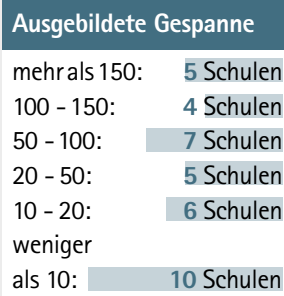 Ausgebildete Gespanne
mehr als 150: 5 Schulen
100 - 150: 4 Schulen
50 - 100: 7 Schulen
20 - 50: 5 Schulen
10 - 20: 6 Schulen
weniger
als 10: 10 Schulen